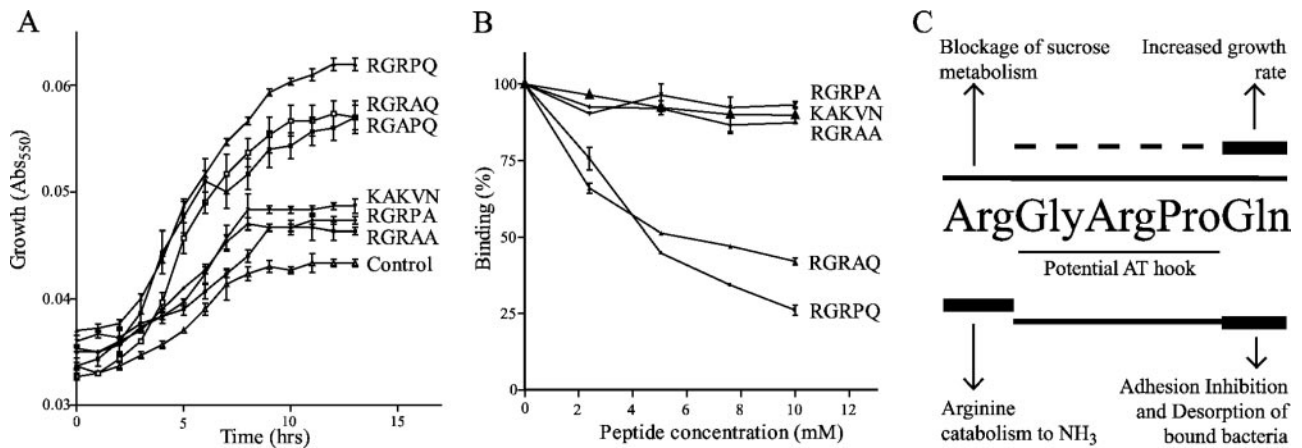 A
Growth (Abs550)
0.06
0.05
0.04
0.03
0
5
10
15
Time (hrs)
RGRPQ
RGRAQ
RGAPQ
KAKVN
RGRPA
RGRAA
Control
B
Binding (%)
100
75
50
25
0
0
2
4
6
8
10
12
Peptide concentration (mM)
RGRPA
KAKVN
RGRAA
RGRAQ
RGRPQ
C
Blockage of sucrose
metabolism
Increased growth
rate
ArgGlyArgProGln
Potential AT hook
Arginine
catabolism to NH3
Adhesion Inhibition
and Desorption of
bound bacteria